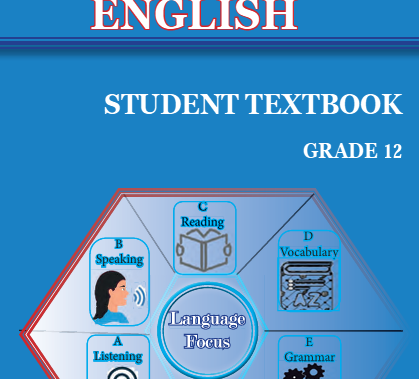 ENGLISH
STUDENT TEXTBOOK
GRADE 12
C
Reading
B
Speaking
D
Vocabulary
Language
Focus
A
Listening
E
Grammar